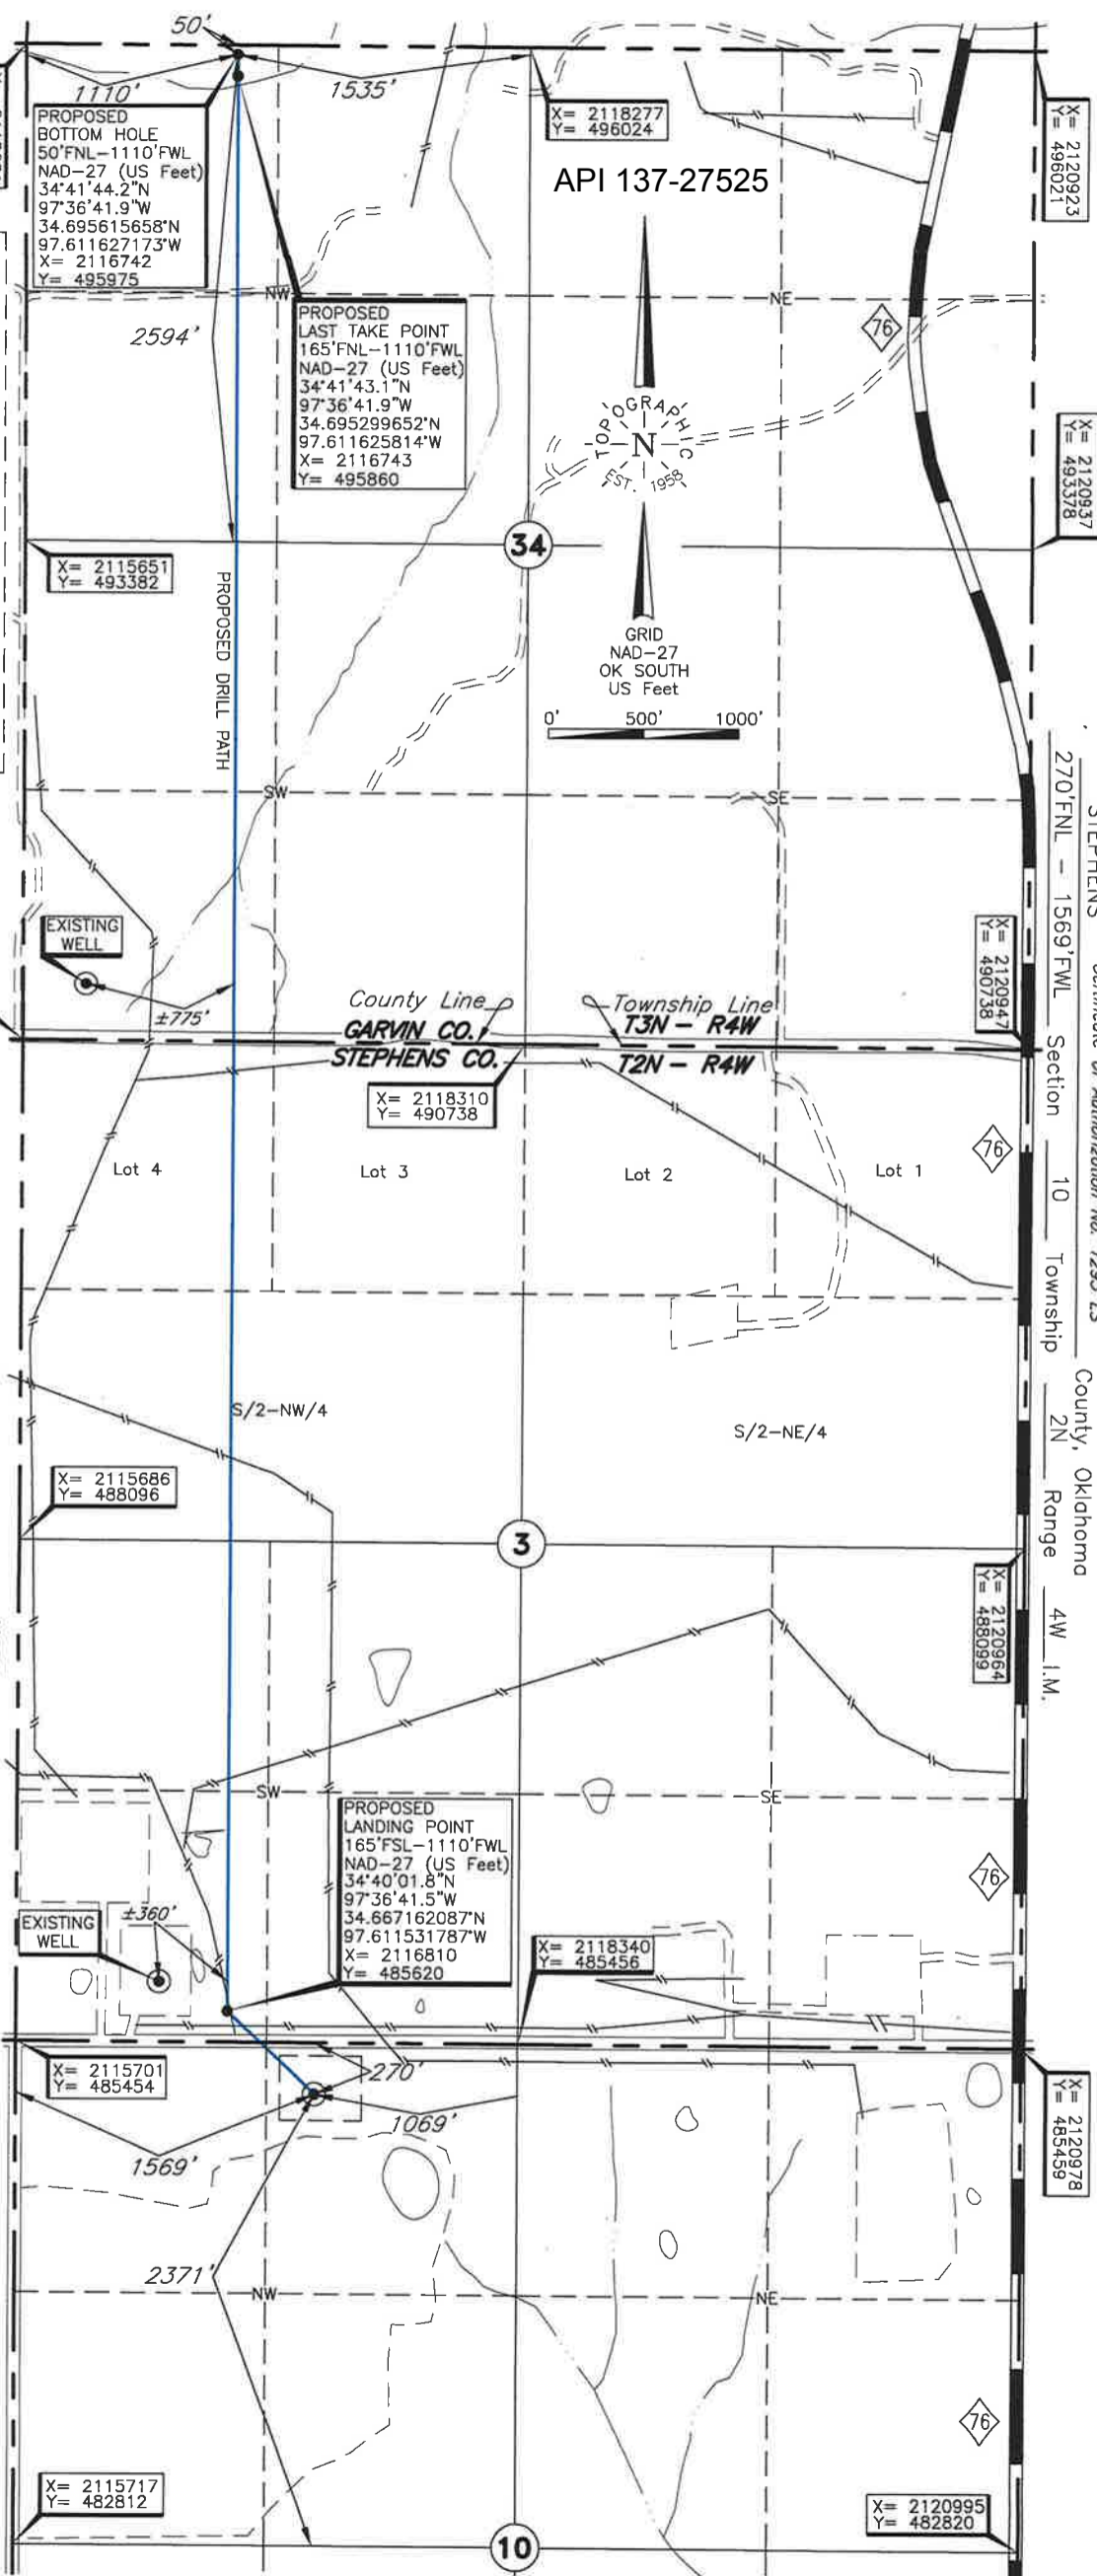 50'
1110'
1535'
PROPOSED
BOTTOM HOLE
50'FNL-1110'FWL
NAD-27 (US Feet)
34°41'44.2"N
97°36'41.9"W
34.695615658°N
97.611627173°W
X= 2116742
Y= 495975
X= 2118277
Y= 496024
API 137-27525
X= 2120923
Y= 496021
NW
NE
2594'
PROPOSED
LAST TAKE POINT
165'FNL-1110'FWL
NAD-27 (US Feet)
34°41'43.1"N
97°36'41.9"W
34.695299652°N
97.611625814°W
X= 2116743
Y= 495860
76
TOPOGRAPHIC
N
EST. 1958
X= 2120937
Y= 493378
34
X= 2115651
Y= 493382
PROPOSED DRILL PATH
GRID
NAD-27
OK SOUTH
US Feet
0' 500' 1000'
SW
SE
270'FNL - 1569'FWL Section 10 Township 2N Range 4W I.M.
County, Oklahoma
EXISTING
WELL
±775'
X= 2120947
Y= 490738
County Line
Township Line
GARVIN CO.
T3N - R4W
STEPHENS CO.
T2N - R4W
X= 2118310
Y= 490738
76
Lot 4
Lot 3
Lot 2
Lot 1
S/2-NW/4
S/2-NE/4
X= 2115686
Y= 488096
3
X= 2120964
Y= 488099
SW
SE
PROPOSED
LANDING POINT
165'FSL-1110'FWL
NAD-27 (US Feet)
34°40'01.8"N
97°36'41.5"W
34.667162087°N
97.611531787°W
X= 2116810
Y= 485620
76
EXISTING
WELL
±360'
X= 2118340
Y= 485456
X= 2115701
Y= 485454
270'
1069'
1569'
X= 2120978
Y= 485459
2371'
NW
NE
76
X= 2115717
Y= 482812
X= 2120995
Y= 482820
10